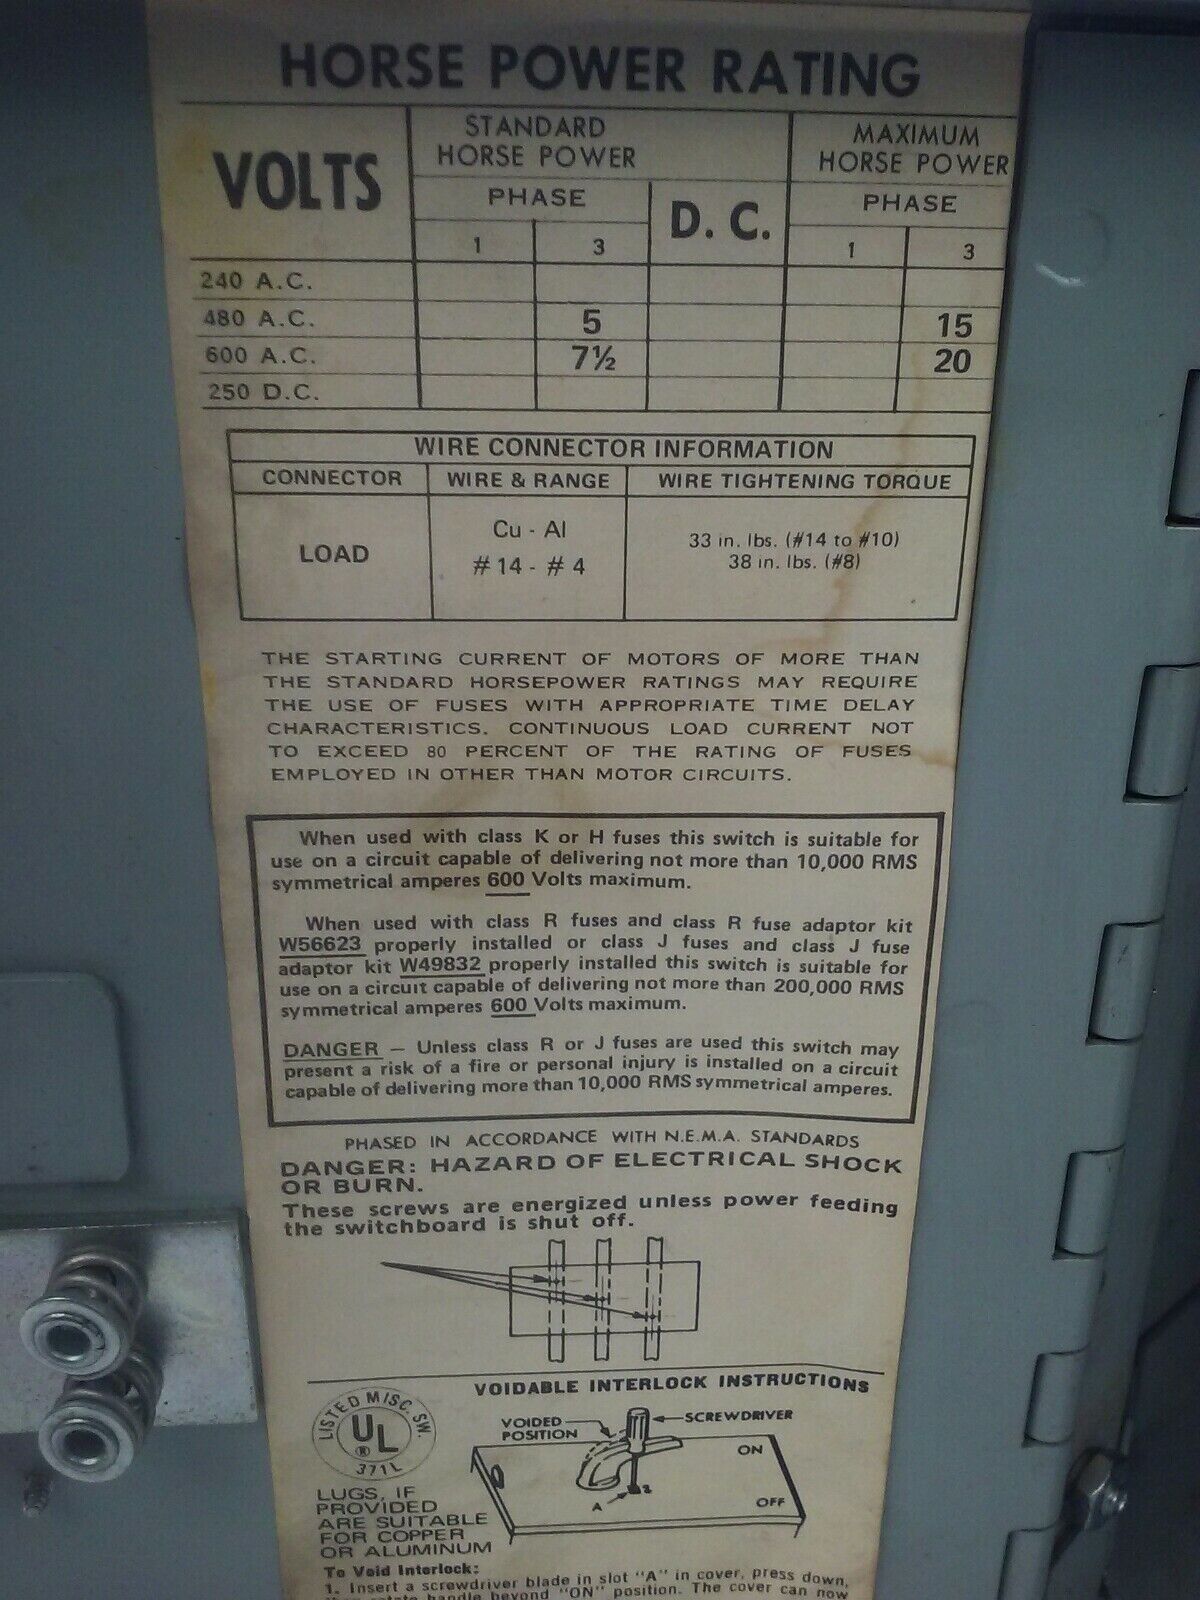 HORSE POWER RATING
VOLTS
STANDARD
HORSE POWER
MAXIMUM
HORSE POWER
PHASE
D. C.
PHASE
1 3
1 3
240 A.C.
480 A.C. 5 15
600 A.C. 7½ 20
250 D.C.
WIRE CONNECTOR INFORMATION
CONNECTOR WIRE & RANGE WIRE TIGHTENING TORQUE
LOAD
Cu - Al
#14 - #4
33 in. lbs. (#14 to #10)
38 in. lbs. (#8)
THE STARTING CURRENT OF MOTORS OF MORE THAN
THE STANDARD HORSEPOWER RATINGS MAY REQUIRE
THE USE OF FUSES WITH APPROPRIATE TIME DELAY
CHARACTERISTICS. CONTINUOUS LOAD CURRENT NOT
TO EXCEED 80 PERCENT OF THE RATING OF FUSES
EMPLOYED IN OTHER THAN MOTOR CIRCUITS.
When used with class K or H fuses this switch is suitable for
use on a circuit capable of delivering not more than 10,000 RMS
symmetrical amperes 600 Volts maximum.
When used with class R fuses and class R fuse adaptor kit
W56623 properly installed or class J fuses and class J fuse
adaptor kit W49832 properly installed this switch is suitable for
use on a circuit capable of delivering not more than 200,000 RMS
symmetrical amperes 600 Volts maximum.
DANGER — Unless class R or J fuses are used this switch may
present a risk of a fire or personal injury is installed on a circuit
capable of delivering more than 10,000 RMS symmetrical amperes.
PHASED IN ACCORDANCE WITH N.E.M.A. STANDARDS
DANGER: HAZARD OF ELECTRICAL SHOCK
OR BURN.
These screws are energized unless power feeding
the switchboard is shut off.
VOIDABLE INTERLOCK INSTRUCTIONS
LISTED MISC. SW.
UL
®
371L
VOIDED
POSITION
SCREWDRIVER
ON
A
OFF
LUGS, IF
PROVIDED
ARE SUITABLE
FOR COPPER
OR ALUMINUM
To Void Interlock:
1. Insert a screwdriver blade in slot "A" in cover, press down,
then rotate handle beyond "ON" position. The cover can now